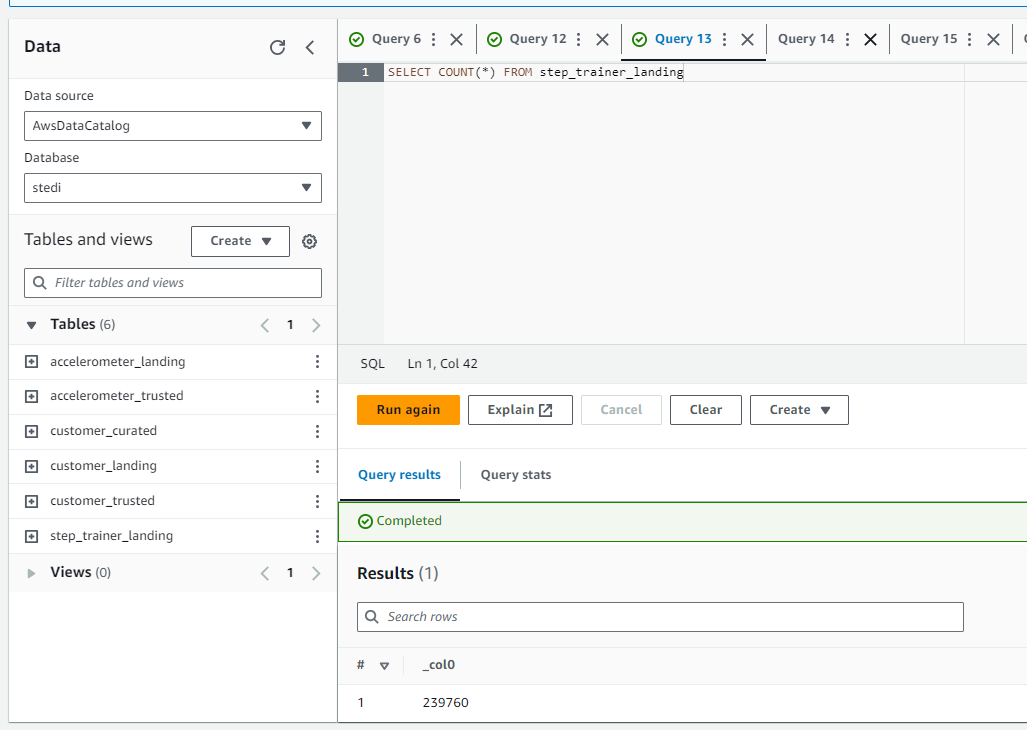 Data
Data source
AwsDataCatalog
Database
stedi
Tables and views
Create
Filter tables and views
Tables (6)
1
accelerometer_landing
accelerometer_trusted
customer_curated
customer_landing
customer_trusted
step_trainer_landing
Views (0)
1
Query 6
Query 12
Query 13
Query 14
Query 15
1 SELECT COUNT(*) FROM step_trainer_landing
SQL Ln 1, Col 42
Run again
Explain
Cancel
Clear
Create
Query results
Query stats
Completed
Results (1)
Search rows
# _col0
1 239760